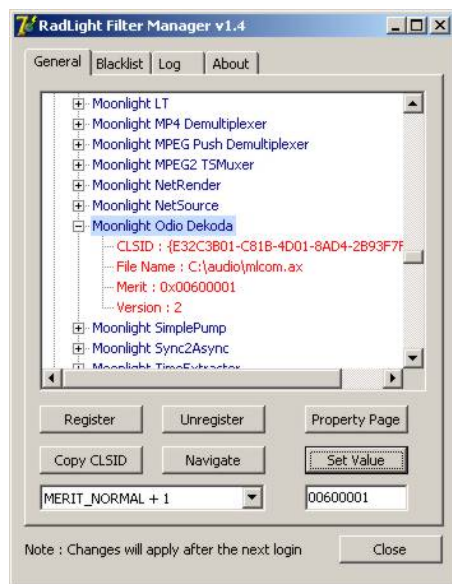 RadLight Filter Manager v1.4
General Blacklist Log About
Moonlight LT
Moonlight MP4 Demultiplexer
Moonlight MPEG Push Demultiplexer
Moonlight MPEG2 TSMuxer
Moonlight NetRender
Moonlight NetSource
Moonlight Odio Dekoda
CLSID : {E32C3B01-C81B-4D01-8AD4-2B93F7F
File Name : C:\audio\mlcom.ax
Merit : 0x00600001
Version : 2
Moonlight SimplePump
Moonlight Sync2Async
Moonlight TimeExtractor
Register Unregister Property Page
Copy CLSID Navigate Set Value
MERIT_NORMAL + 1 00600001
Note : Changes will apply after the next login Close